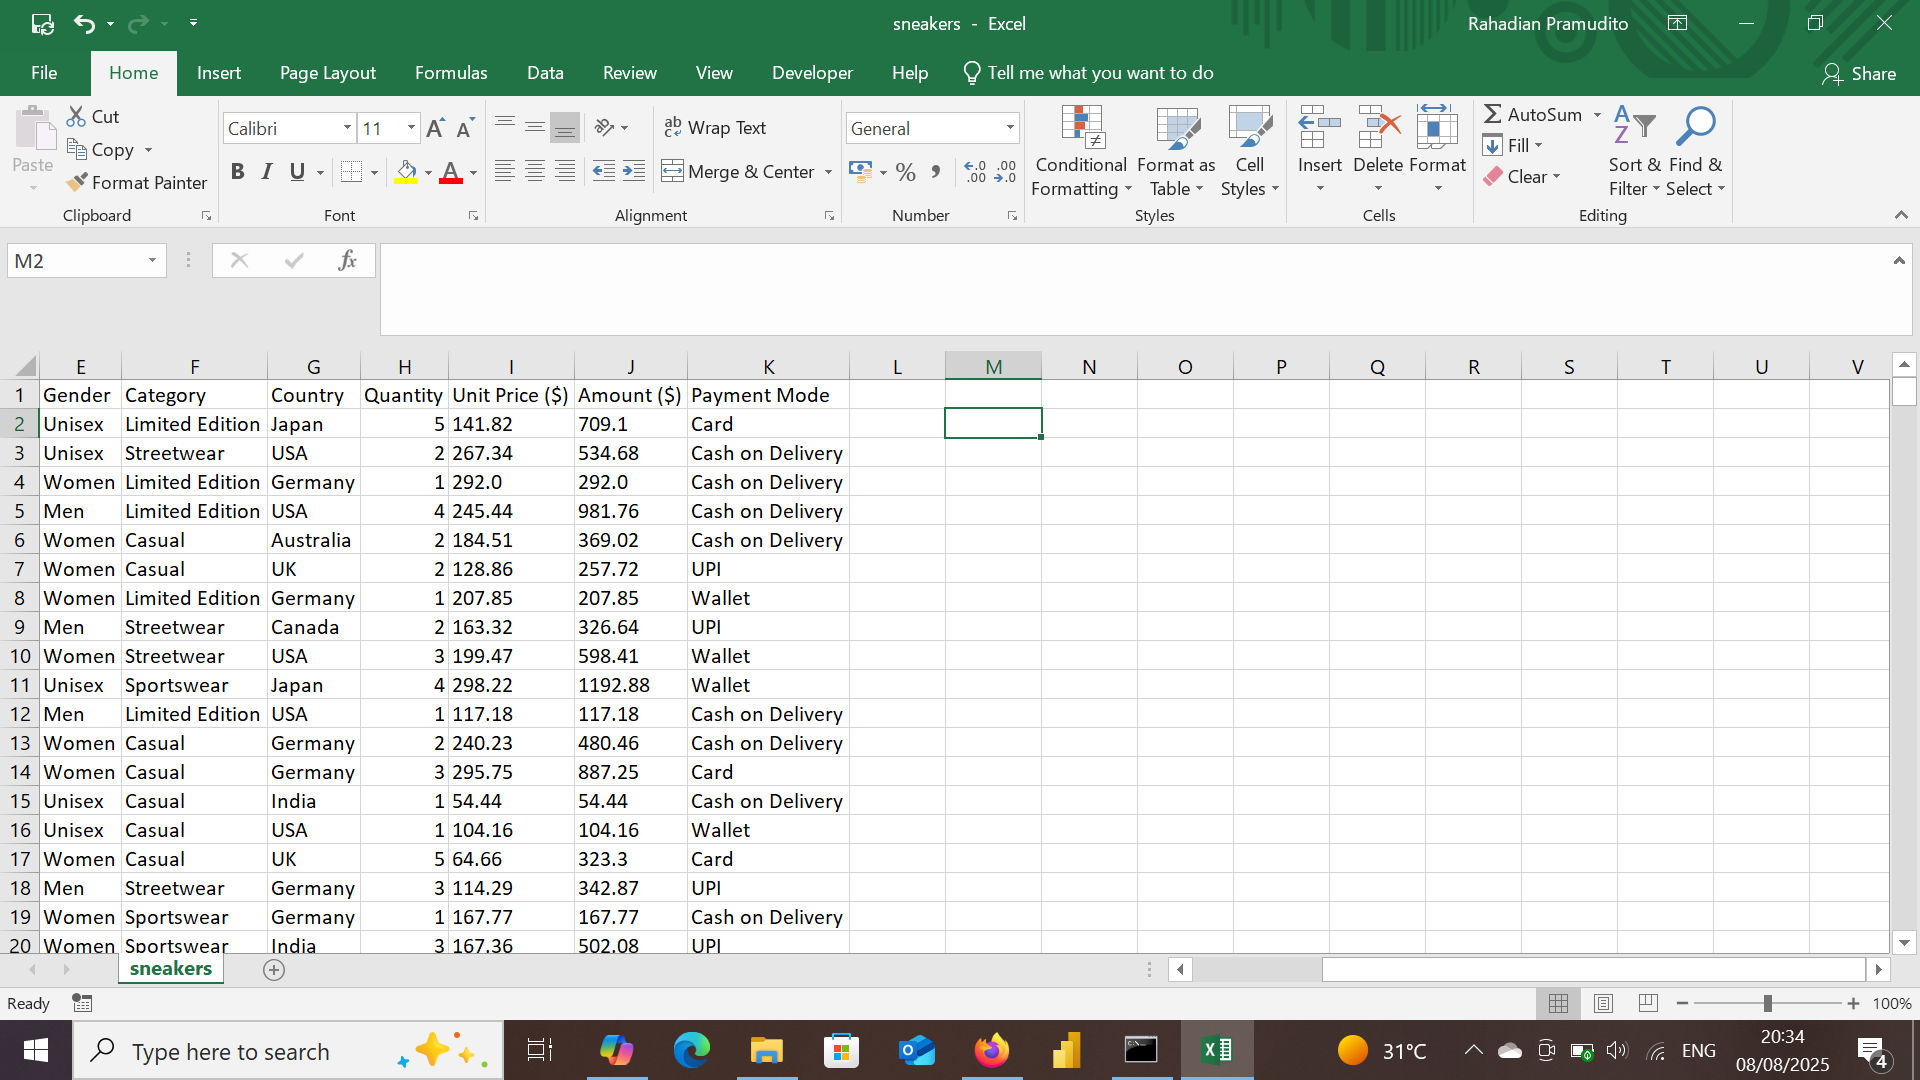 sneakers - Excel
Rahadian Pramudito
File Home Insert Page Layout Formulas Data Review View Developer Help Tell me what you want to do Share
Paste
Cut
Copy
Format Painter
Clipboard
Calibri 11
B I U
Font
Wrap Text
Merge & Center
Alignment
General
Number
Conditional Formatting
Format as Table
Cell Styles
Styles
Insert Delete Format
Cells
AutoSum
Fill
Clear
Sort & Filter
Find & Select
Editing
M2
fx
E F G H I J K L M N O P Q R S T U V
1 Gender Category Country Quantity Unit Price ($) Amount ($) Payment Mode
2 Unisex Limited Edition Japan 5 141.82 709.1 Card
3 Unisex Streetwear USA 2 267.34 534.68 Cash on Delivery
4 Women Limited Edition Germany 1 292.0 292.0 Cash on Delivery
5 Men Limited Edition USA 4 245.44 981.76 Cash on Delivery
6 Women Casual Australia 2 184.51 369.02 Cash on Delivery
7 Women Casual UK 2 128.86 257.72 UPI
8 Women Limited Edition Germany 1 207.85 207.85 Wallet
9 Men Streetwear Canada 2 163.32 326.64 UPI
10 Women Streetwear USA 3 199.47 598.41 Wallet
11 Unisex Sportswear Japan 4 298.22 1192.88 Wallet
12 Men Limited Edition USA 1 117.18 117.18 Cash on Delivery
13 Women Casual Germany 2 240.23 480.46 Cash on Delivery
14 Women Casual Germany 3 295.75 887.25 Card
15 Unisex Casual India 1 54.44 54.44 Cash on Delivery
16 Unisex Casual USA 1 104.16 104.16 Wallet
17 Women Casual UK 5 64.66 323.3 Card
18 Men Streetwear Germany 3 114.29 342.87 UPI
19 Women Sportswear Germany 1 167.77 167.77 Cash on Delivery
20 Women Sportswear India 3 167.36 502.08 UPI
sneakers
Ready
100%
Type here to search
31°C
ENG
20:34
08/08/2025
4